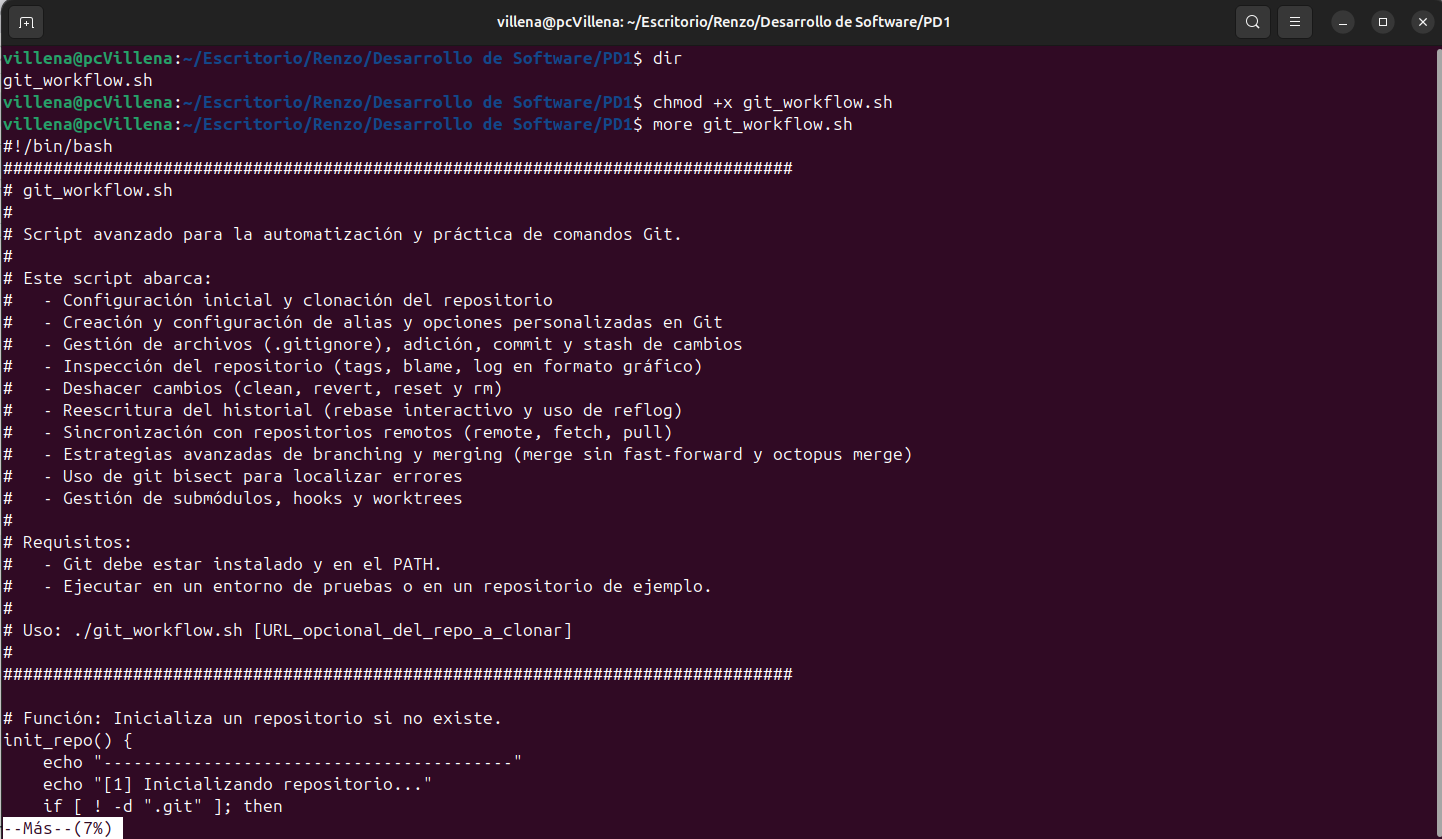 villena@pcVillena: ~/Escritorio/Renzo/Desarrollo de Software/PD1
villena@pcVillena:~/Escritorio/Renzo/Desarrollo de Software/PD1$ dir
git_workflow.sh
villena@pcVillena:~/Escritorio/Renzo/Desarrollo de Software/PD1$ chmod +x git_workflow.sh
villena@pcVillena:~/Escritorio/Renzo/Desarrollo de Software/PD1$ more git_workflow.sh
#!/bin/bash
###############################################################################
# git_workflow.sh
#
# Script avanzado para la automatización y práctica de comandos Git.
#
# Este script abarca:
#   - Configuración inicial y clonación del repositorio
#   - Creación y configuración de alias y opciones personalizadas en Git
#   - Gestión de archivos (.gitignore), adición, commit y stash de cambios
#   - Inspección del repositorio (tags, blame, log en formato gráfico)
#   - Deshacer cambios (clean, revert, reset y rm)
#   - Reescritura del historial (rebase interactivo y uso de reflog)
#   - Sincronización con repositorios remotos (remote, fetch, pull)
#   - Estrategias avanzadas de branching y merging (merge sin fast-forward y octopus merge)
#   - Uso de git bisect para localizar errores
#   - Gestión de submódulos, hooks y worktrees
#
# Requisitos:
#   - Git debe estar instalado y en el PATH.
#   - Ejecutar en un entorno de pruebas o en un repositorio de ejemplo.
#
# Uso: ./git_workflow.sh [URL_opcional_del_repo_a_clonar]
#
###############################################################################

# Función: Inicializa un repositorio si no existe.
init_repo() {
    echo "-----------------------------------------"
    echo "[1] Inicializando repositorio..."
    if [ ! -d ".git" ]; then
--Más--(7%)